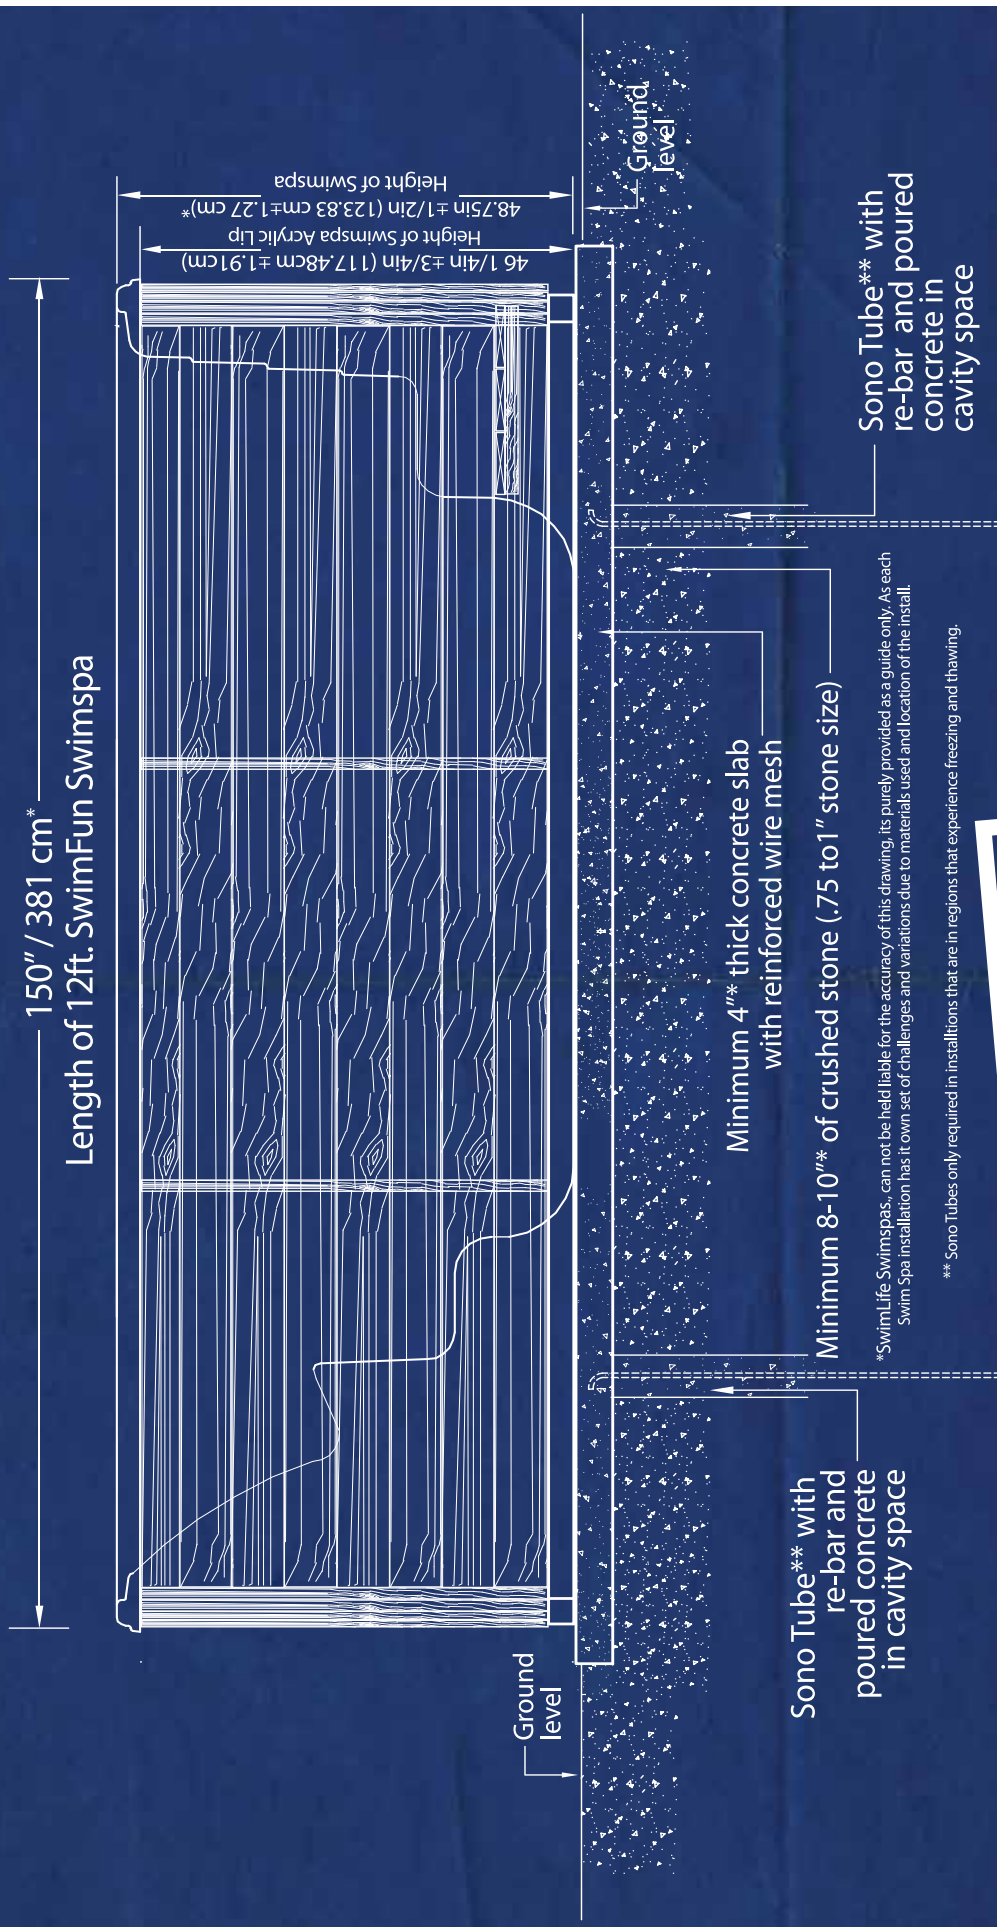 150” / 381 cm*
Length of 12ft. SwimFun Swimspa
48.75in ±1/2in (123.83 cm±1.27 cm)*
Height of Swimspa
46 1/4in ±3/4in (117.48cm ±1.91cm)
Height of Swimspa Acrylic Lip
Ground
level
Ground
level
Minimum 4”* thick concrete slab
with reinforced wire mesh
Minimum 8-10”* of crushed stone (.75 to1” stone size)
Sono Tube** with
re-bar and
poured concrete
in cavity space
Sono Tube** with
re-bar and poured
concrete in
cavity space
*SwimLife Swimspas., can not be held liable for the accuracy of this drawing, its purely provided as a guide only. As each
Swim Spa installation has it own set of challenges and variations due to materials used and location of the install.
** Sono Tubes only required in installtions that are in regions that experience freezing and thawing.